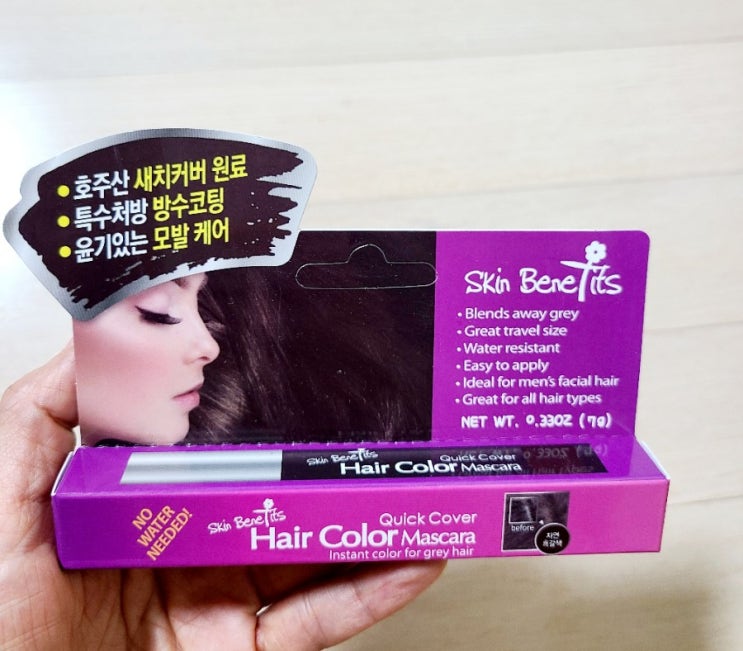 • 호주산 새치커버 원료
• 특수처방 방수코팅
• 윤기있는 모발 케어
Skin Benefits
• Blends away grey
• Great travel size
• Water resistant
• Easy to apply
• Ideal for men's facial hair
• Great for all hair types
NET WT. 0.33OZ (7g)
Skin Benefits
Quick Cover
Hair Color Mascara
NO
WATER
NEEDED!
Skin Benefits
Quick Cover
Hair Color Mascara
Instant color for grey hair
before
자연
흑갈색